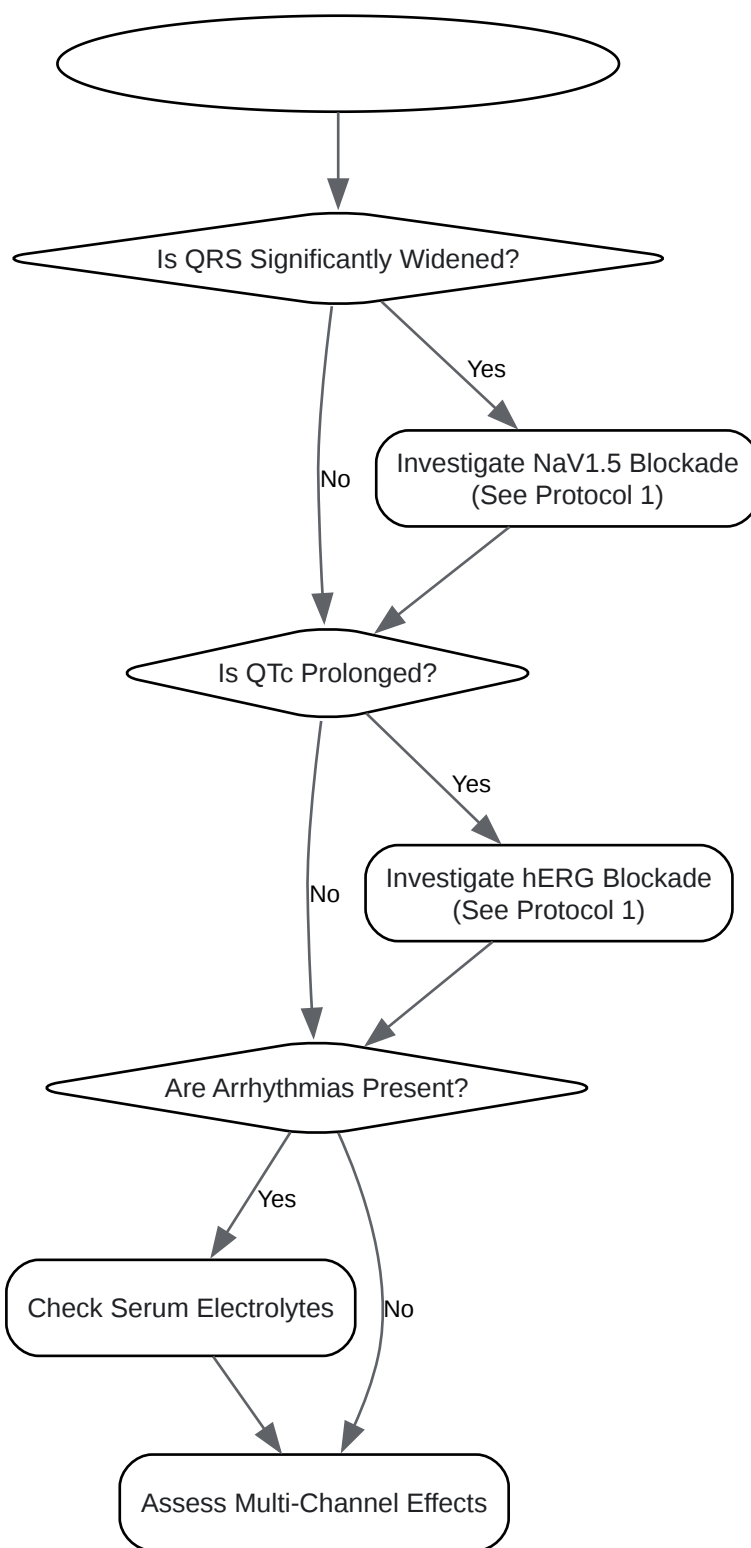 Is QRS Significantly Widened?
Yes
Investigate NaV1.5 Blockade
(See Protocol 1)
No
Is QTc Prolonged?
Yes
Investigate hERG Blockade
(See Protocol 1)
No
Are Arrhythmias Present?
Yes
Check Serum Electrolytes
No
Assess Multi-Channel Effects